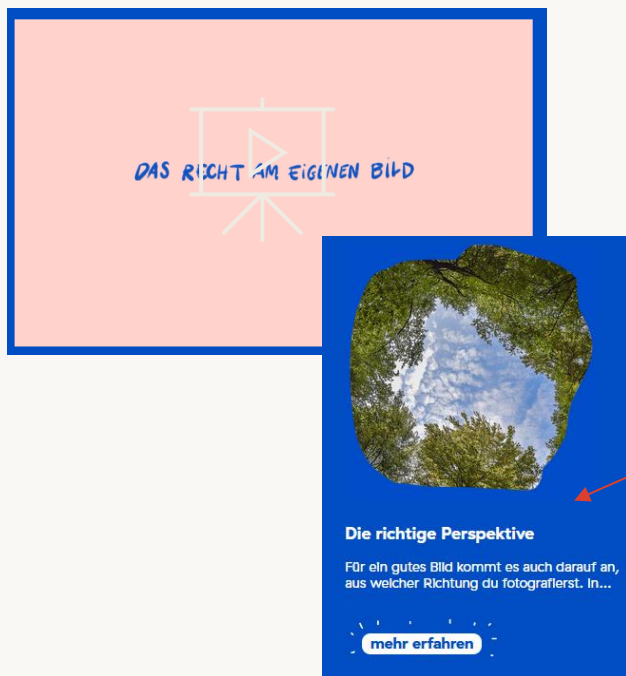 DAS RECHT AM EIGENEN BILD
Die richtige Perspektive
Für ein gutes Bild kommt es auch darauf an,
aus welcher Richtung du fotografierst. In...
mehr erfahren